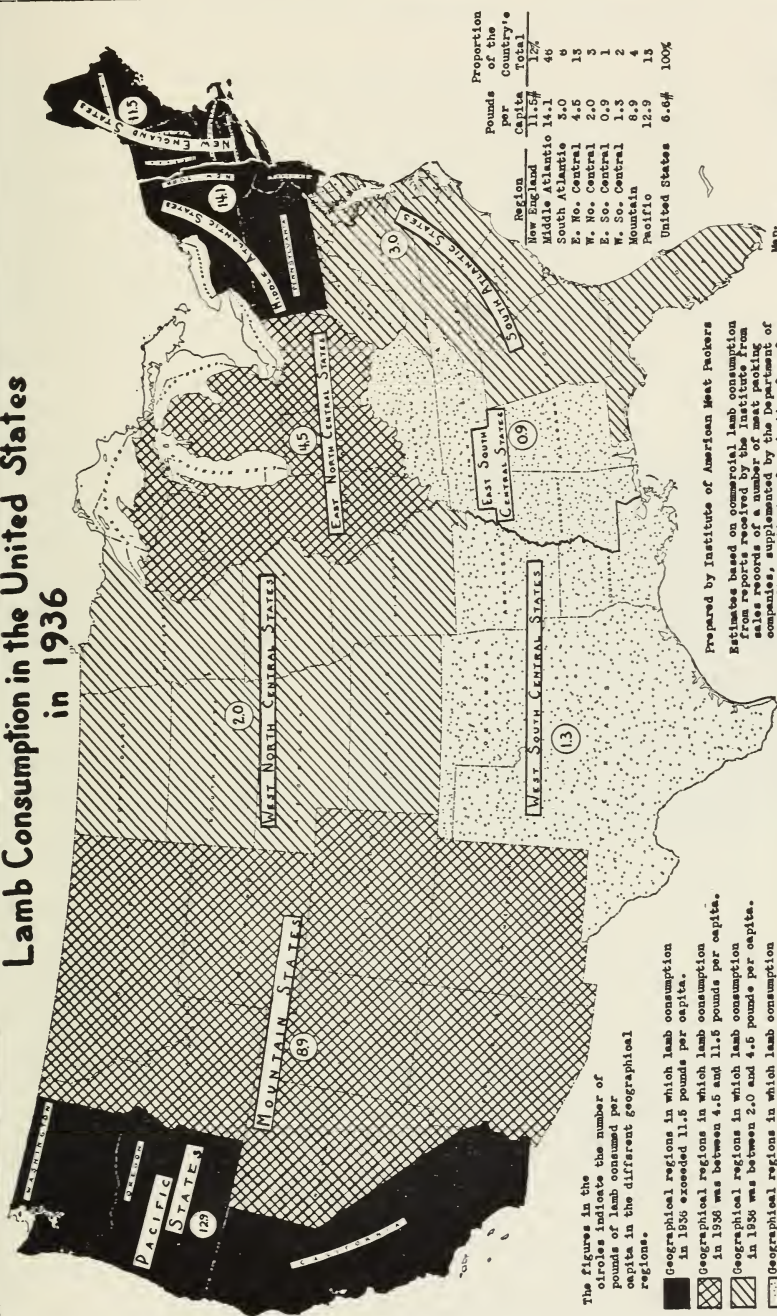 Lamb Consumption in the United States
in 1936
WASHINGTON
OREGON
PACIFIC
STATES
12.9
CALIFORNIA
MOUNTAIN STATES
8.9
2.0
WEST NORTH CENTRAL STATES
WEST SOUTH CENTRAL STATES
1.3
ARKANSAS
4.5
EAST NORTH CENTRAL STATES
EAST SOUTH
CENTRAL STATES
0.9
NEW ENGLAND STATES
11.5
NEW YORK
14.1
MIDDLE ATLANTIC STATES
PENNSYLVANIA
3.0
SOUTH ATLANTIC STATES
The figures in the
circles indicate the number of
pounds of lamb consumed per
capita in the different geographical
regions.
Geographical regions in which lamb consumption
in 1936 exceeded 11.5 pounds per capita.
Geographical regions in which lamb consumption
in 1936 was between 4.5 and 11.5 pounds per capita.
Geographical regions in which lamb consumption
in 1936 was between 2.0 and 4.5 pounds per capita.
Geographical regions in which lamb consumption
Pounds Proportion
per of the
Capita Country's
Region Total
New England 11.5# 12%
Middle Atlantic 14.1 46
South Atlantic 3.0 6
E. No. Central 4.5 13
W. No. Central 2.0 3
E. So. Central 0.9 1
W. So. Central 1.3 2
Mountain 8.9 4
Pacific 12.9 13
United States 6.6# 100%
Prepared by Institute of American Meat Packers
Estimates based on commercial lamb consumption
from reports received by the Institute from
sales records of a number of meat packing
companies, supplemented by the Department of